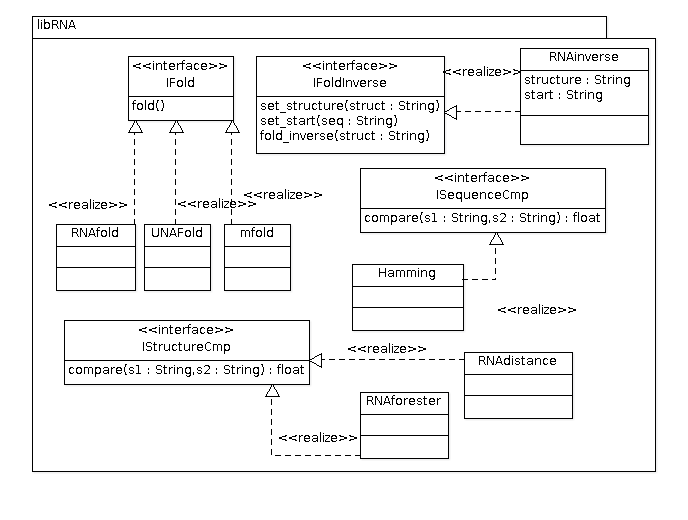 libRNA
<<interface>>
IFold
fold()
<<interface>>
IFoldInverse
set_structure(struct : String)
set_start(seq : String)
fold_inverse(struct : String)
<<realize>>
RNAinverse
structure : String
start : String
<<realize>>
<<realize>>
<<realize>>
RNAfold
UNAFold
mfold
<<interface>>
ISequenceCmp
compare(s1 : String,s2 : String) : float
Hamming
<<realize>>
<<interface>>
IStructureCmp
compare(s1 : String,s2 : String) : float
<<realize>>
RNAdistance
RNAforester
<<realize>>